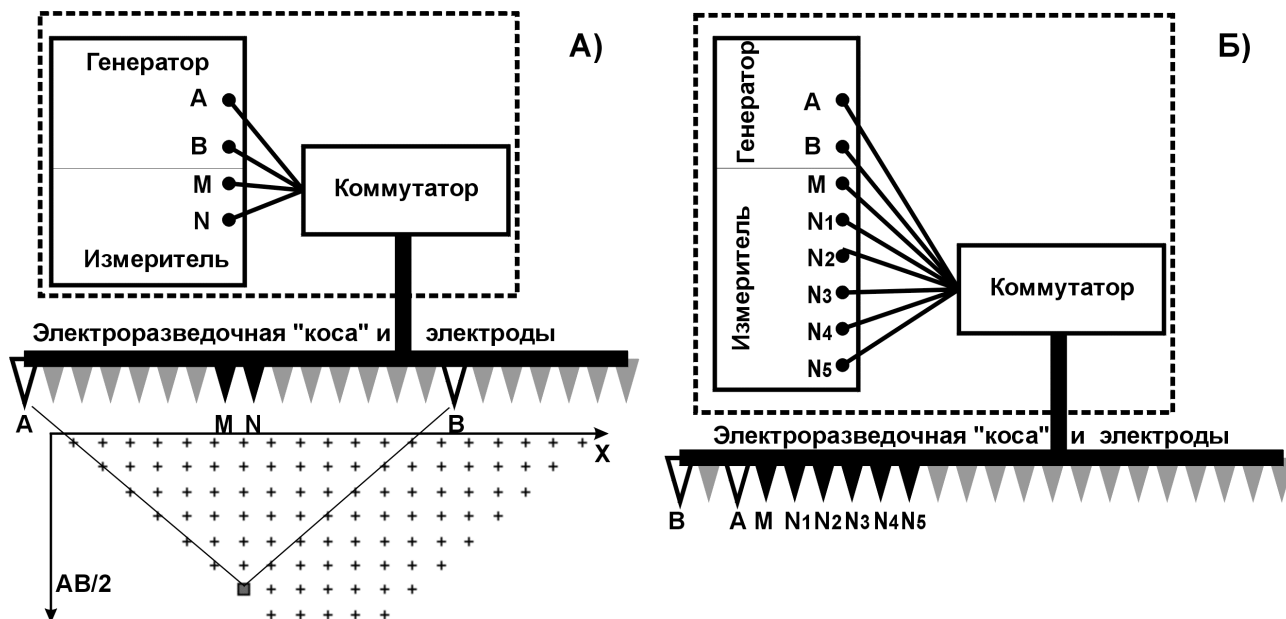 А)
Генератор
A
B
M
N
Измеритель
Коммутатор
Электроразведочная "коса" и электроды
A
M
N
B
X
AB/2
Б)
Генератор
A
B
Измеритель
M
N1
N2
N3
N4
N5
Коммутатор
Электроразведочная "коса" и электроды
B
A
M
N1
N2
N3
N4
N5